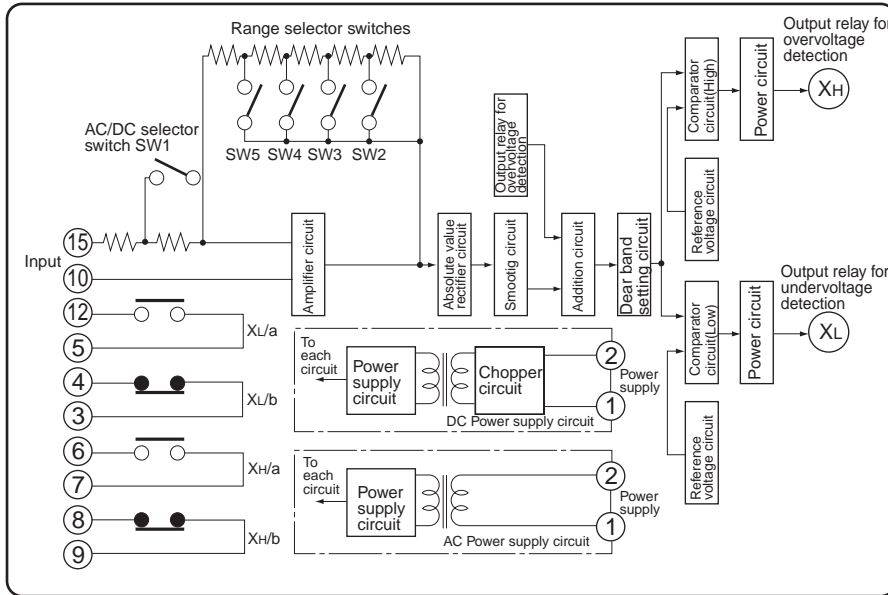 Range selector switches
Output relay for
overvoltage
detection
Comparator
circuit(High)
Power circuit
XH
AC/DC selector
switch SW1
SW5
SW4
SW3
SW2
Output relay for
overvoltage
detection
Reference
voltage circuit
Input
15
10
Amplifier circuit
Absolute value
rectifier circuit
Smootig circuit
Addition circuit
Dear band
setting circuit
Output relay for
undervoltage
detection
Comparator
circuit(Low)
Power circuit
XL
Reference
voltage circuit
12
5
XL/a
4
3
XL/b
6
7
XH/a
8
9
XH/b
To
each
circuit
Power
supply
circuit
Chopper
circuit
2
Power
supply
1
DC Power supply circuit
To
each
circuit
Power
supply
circuit
2
Power
supply
1
AC Power supply circuit